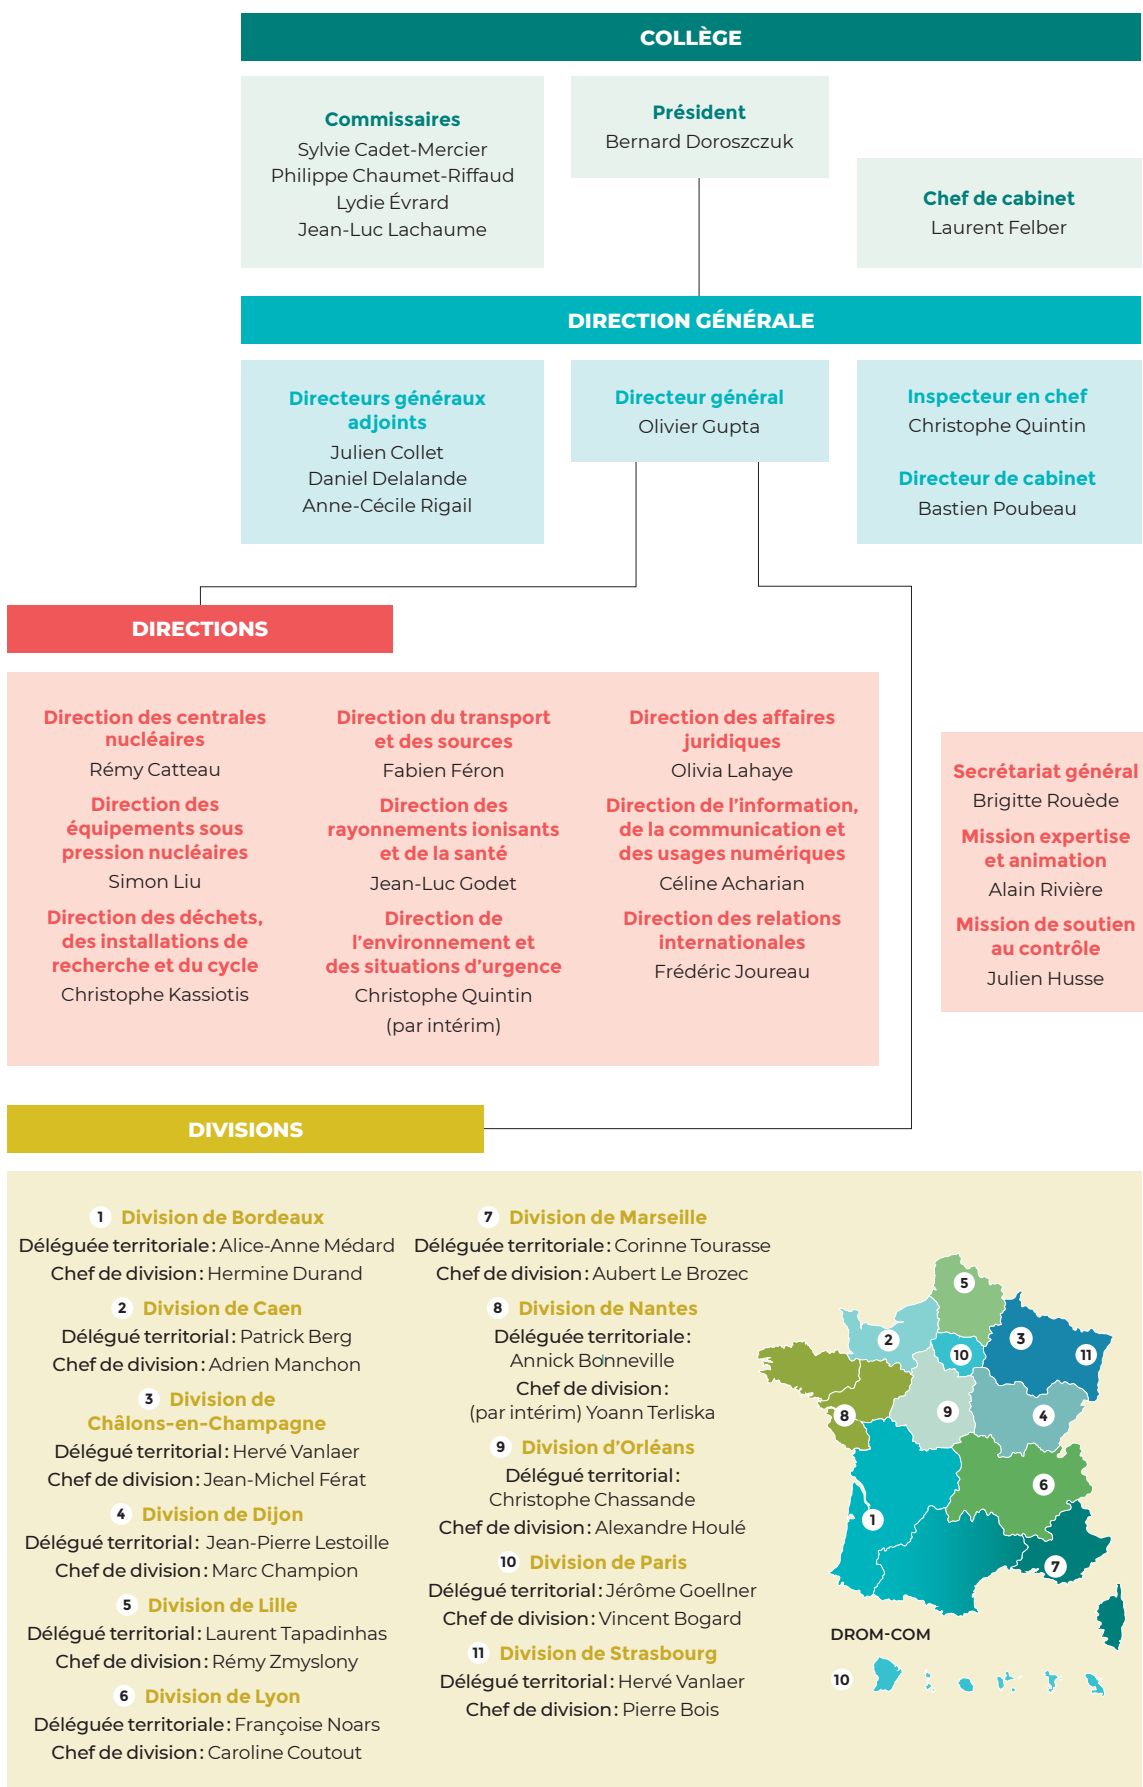 COLLÈGE
Commissaires
Sylvie Cadet-Mercier
Philippe Chaumet-Riffaud
Lydie Évrard
Jean-Luc Lachaume
Président
Bernard Doroszczuk
Chef de cabinet
Laurent Felber
DIRECTION GÉNÉRALE
Directeurs généraux
adjoints
Julien Collet
Daniel Delalande
Anne-Cécile Rigail
Directeur général
Olivier Gupta
Inspecteur en chef
Christophe Quintin
Directeur de cabinet
Bastien Poubeau
DIRECTIONS
Direction des centrales
nucléaires
Rémy Catteau
Direction des
équipements sous
pression nucléaires
Simon Liu
Direction des déchets,
des installations de
recherche et du cycle
Christophe Kassiotis
Direction du transport
et des sources
Fabien Féron
Direction des
rayonnements ionisants
et de la santé
Jean-Luc Godet
Direction de
l'environnement et
des situations d'urgence
Christophe Quintin
(par intérim)
Direction des affaires
juridiques
Olivia Lahaye
Direction de l'information,
de la communication et
des usages numériques
Céline Acharian
Direction des relations
internationales
Frédéric Joureau
Secrétariat général
Brigitte Rouède
Mission expertise
et animation
Alain Rivière
Mission de soutien
au contrôle
Julien Husse
DIVISIONS
1 Division de Bordeaux
Déléguée territoriale : Alice-Anne Médard
Chef de division : Hermine Durand
2 Division de Caen
Délégué territorial : Patrick Berg
Chef de division : Adrien Manchon
3 Division de
Châlons-en-Champagne
Délégué territorial : Hervé Vanlaer
Chef de division : Jean-Michel Férat
4 Division de Dijon
Délégué territorial : Jean-Pierre Lestoille
Chef de division : Marc Champion
5 Division de Lille
Délégué territorial : Laurent Tapadinhas
Chef de division : Rémy Zmyslony
6 Division de Lyon
Déléguée territoriale : Françoise Noars
Chef de division : Caroline Coutout
7 Division de Marseille
Déléguée territoriale : Corinne Tourasse
Chef de division : Aubert Le Brozec
8 Division de Nantes
Déléguée territoriale :
Annick Bonneville
Chef de division :
(par intérim) Yoann Terliska
9 Division d'Orléans
Délégué territorial :
Christophe Chassande
Chef de division : Alexandre Houlé
10 Division de Paris
Délégué territorial : Jérôme Goellner
Chef de division : Vincent Bogard
11 Division de Strasbourg
Délégué territorial : Hervé Vanlaer
Chef de division : Pierre Bois
5
2
3
10
11
8
9
4
6
1
7
DROM-COM
10